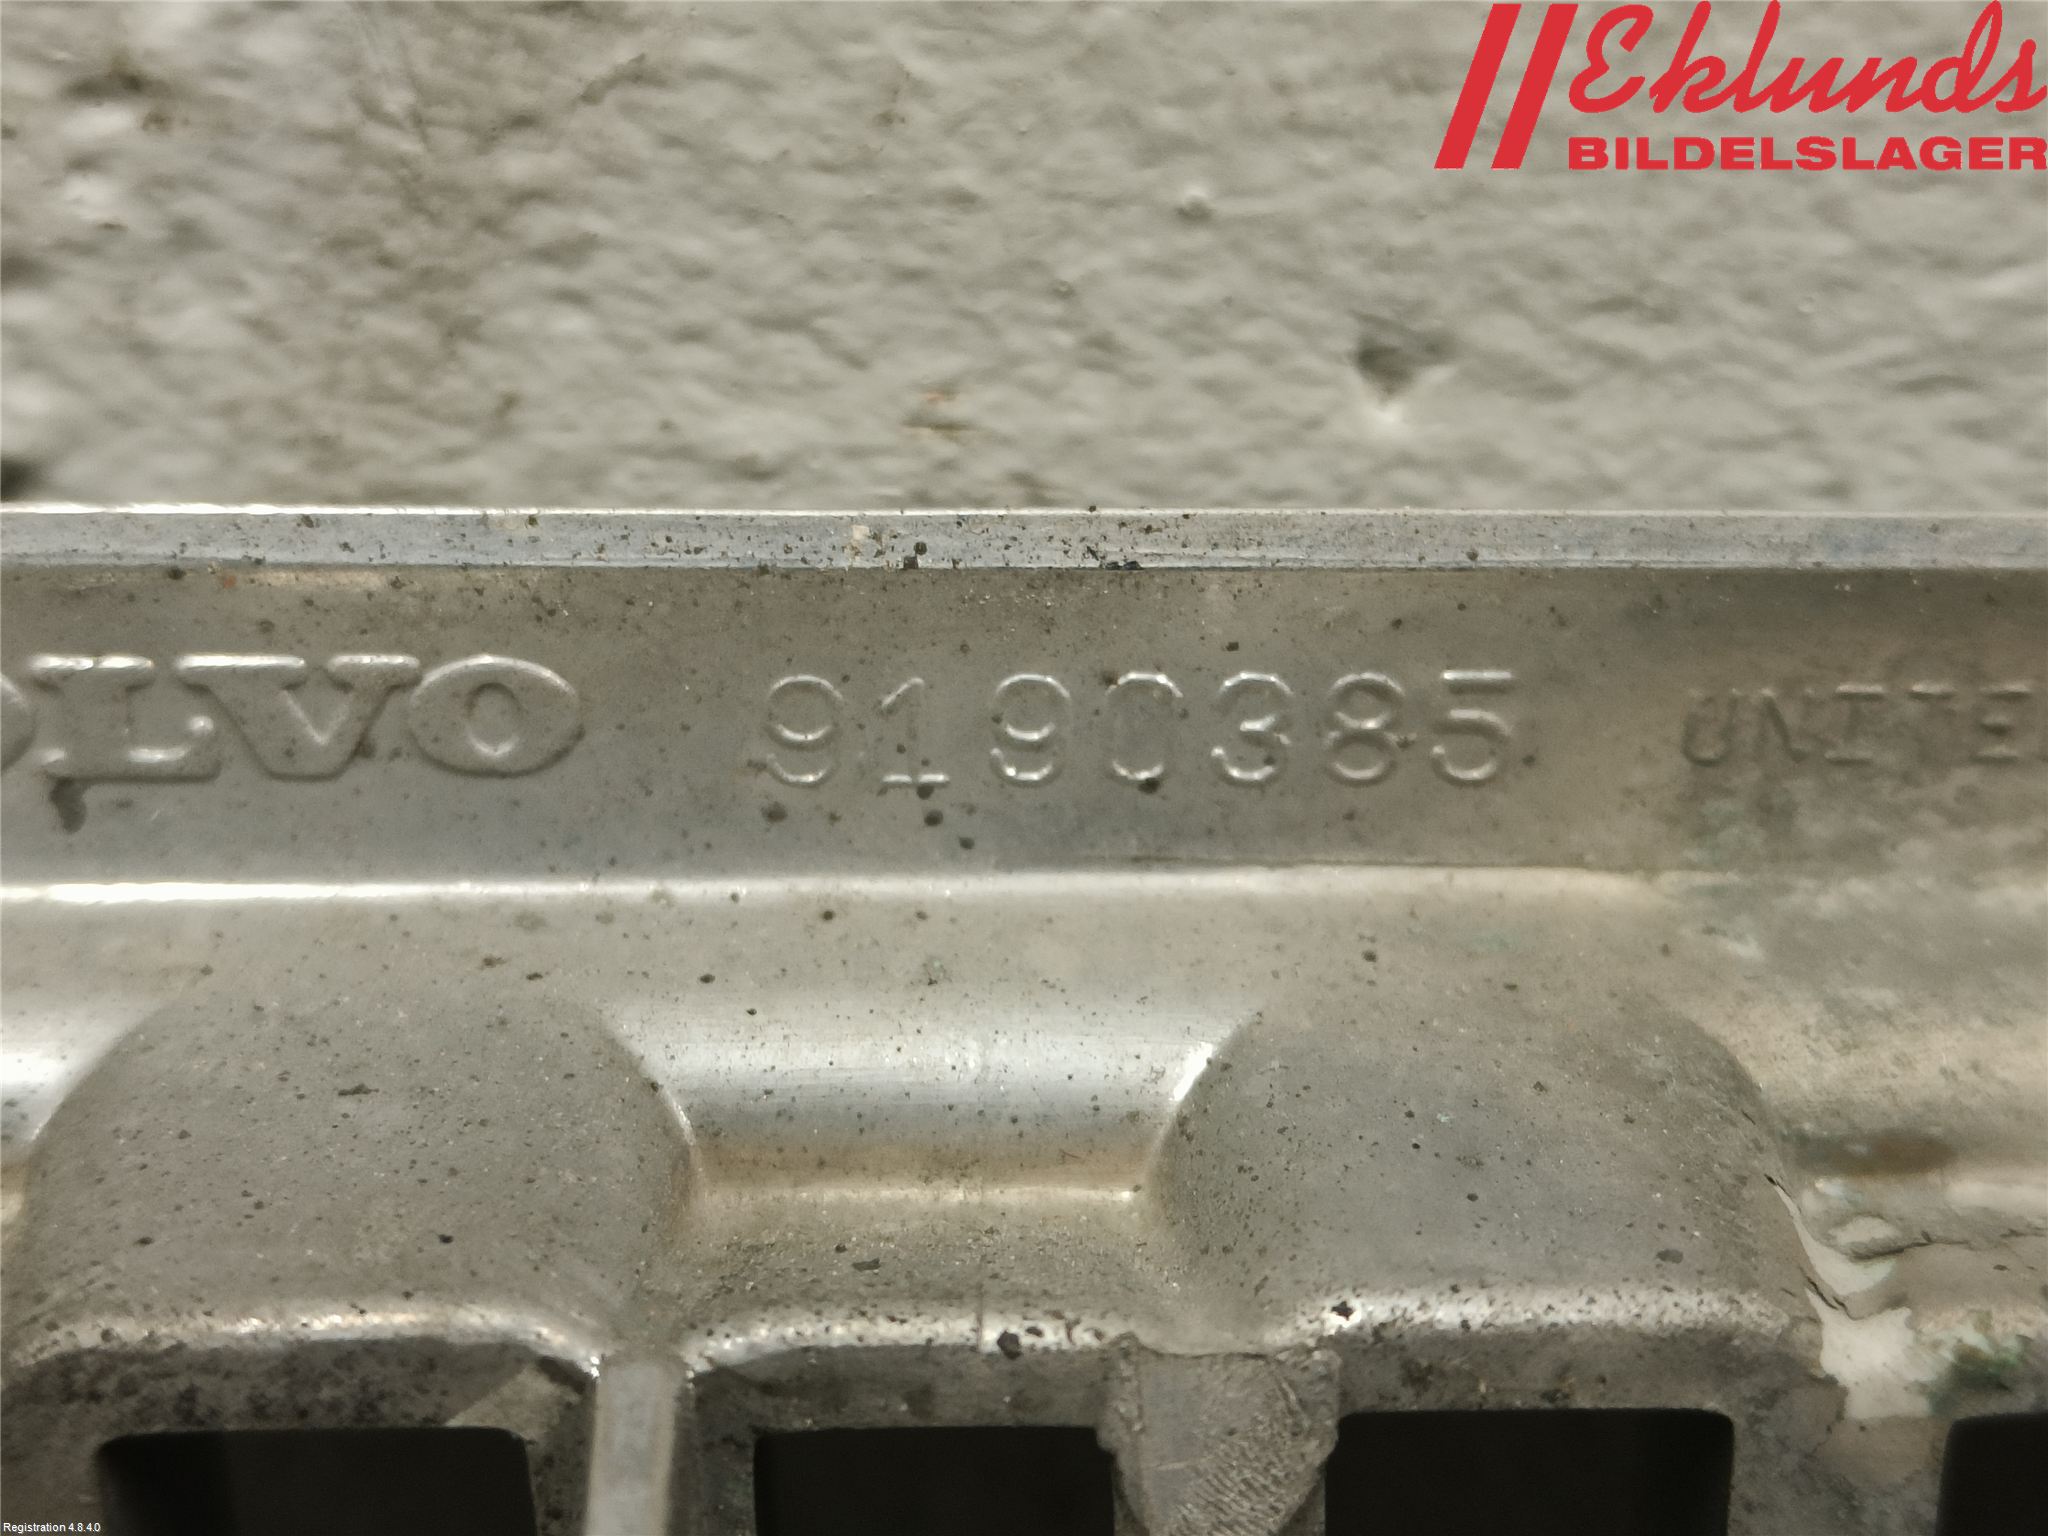 Eklunds
BILDELSLAGER
OLVO 9190385 UNITE
Registration 4.8.4.0